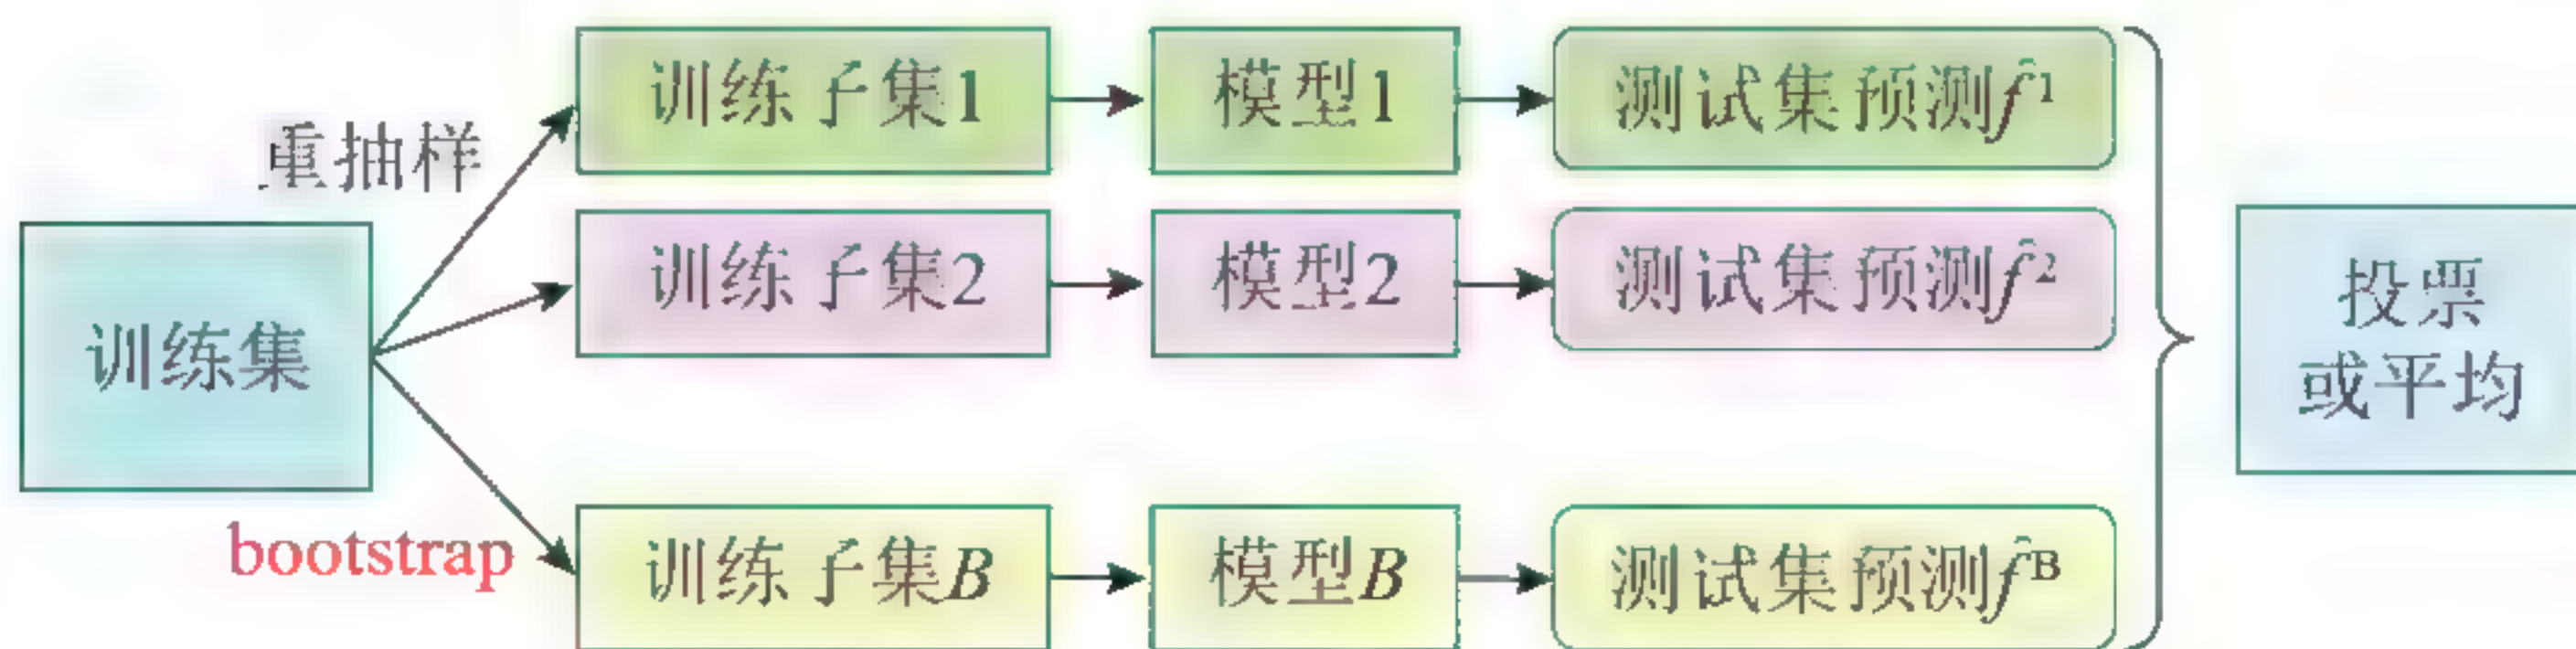 重抽样
训练集
bootstrap
训练子集1
模型1
测试集预测f̂¹
训练子集2
模型2
测试集预测f̂²
训练子集B
模型B
测试集预测f̂ᴮ
投票
或平均